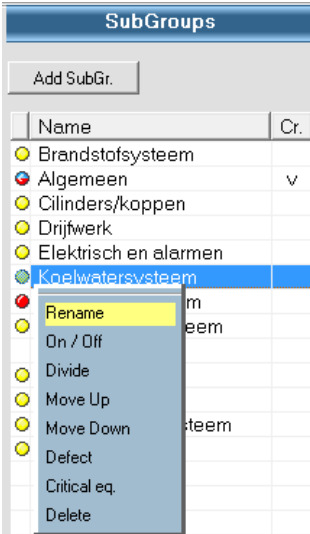 SubGroups
Add SubGr.
Name Cr.
Brandstofsysteem
Algemeen v
Cilinders/koppen
Drijfwerk
Elektrisch en alarmen
Koelwatersysteem
Rename
On / Off
Divide
Move Up
Move Down
Defect
Critical eq.
Delete